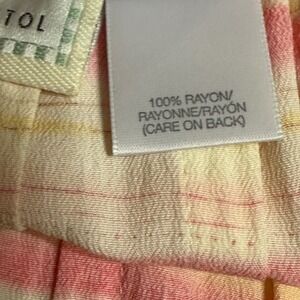 TOL
100% RAYON/
RAYONNE/RAYÓN
(CARE ON BACK)